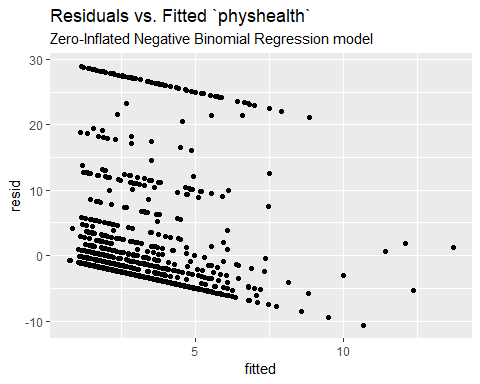 Residuals vs. Fitted `physhealth`
Zero-Inflated Negative Binomial Regression model
30
20
10
0
-10
resid
5
10
fitted